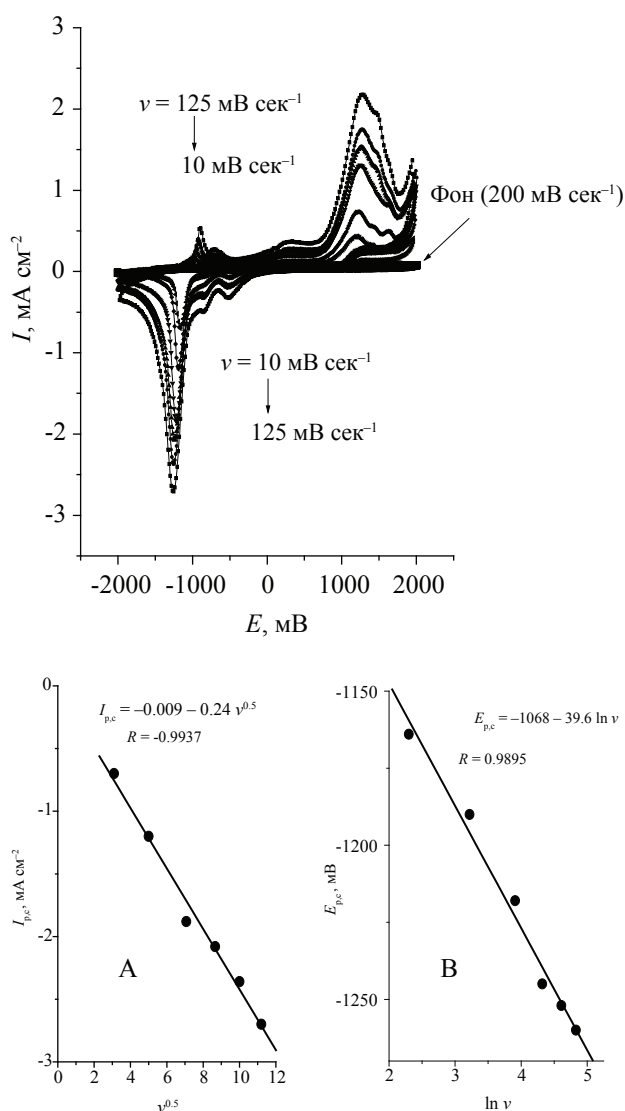 3
ν = 125 мВ сек⁻¹
2
10 мВ сек⁻¹
Фон (200 мВ сек⁻¹)
1
0
I, мА см⁻²
-1
ν = 10 мВ сек⁻¹
-2
125 мВ сек⁻¹
-3
-2000 -1000 0 1000 2000
E, мВ
0
I_p,c = –0.009 – 0.24 ν^0.5
R = -0.9937
-1
I_p,c, мА см⁻²
-2
A
-3
0 2 4 6 8 10 12
ν^0.5
-1150
E_p,c = –1068 – 39.6 ln ν
R = 0.9895
-1200
E_p,c, мВ
B
-1250
2 3 4 5
ln ν